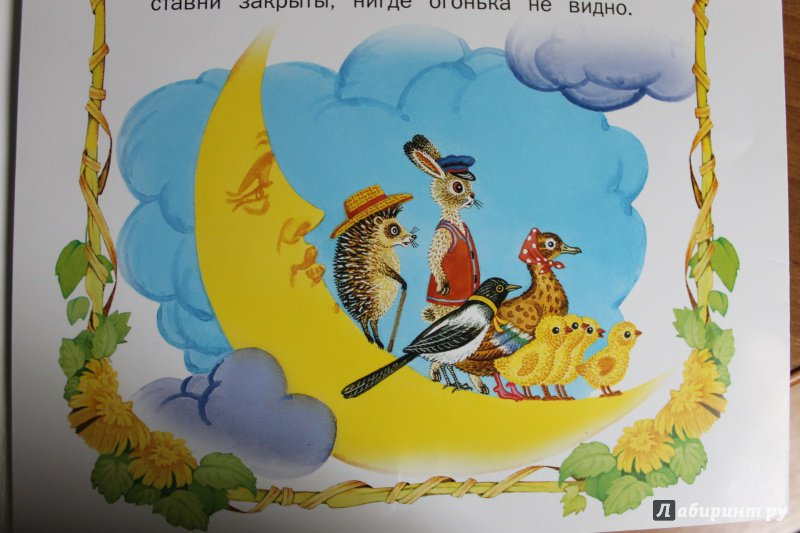 ставни закрыты, нигде огонька не видно.
Лабиринт.ру